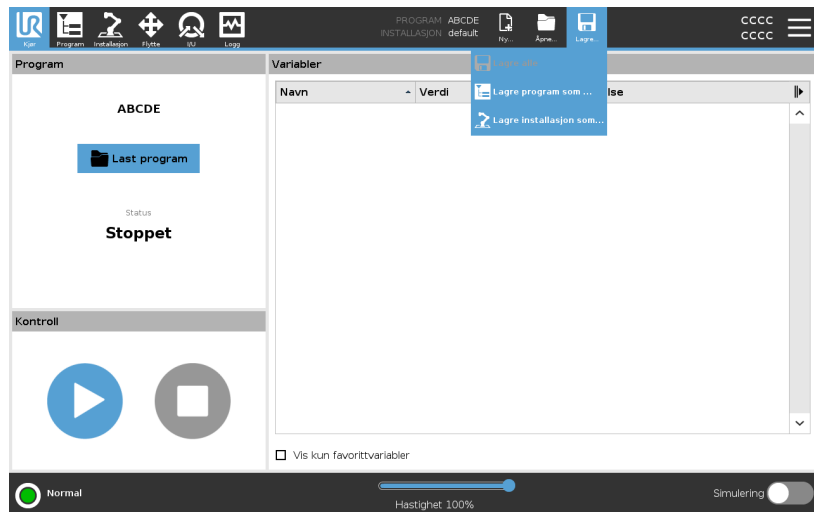 Kjør
Program
Installasjon
Flytte
I/U
Logg
PROGRAM ABCDE
INSTALLASJON default
Ny...
Åpne...
Lagre...
CCCC
CCCC
Program
ABCDE
Last program
Status
Stoppet
Kontroll
Variabler
Lagre alle
Lagre program som ...
Lagre installasjon som...
Navn
Verdi
lse
Vis kun favorittvariabler
Normal
Hastighet 100%
Simulering